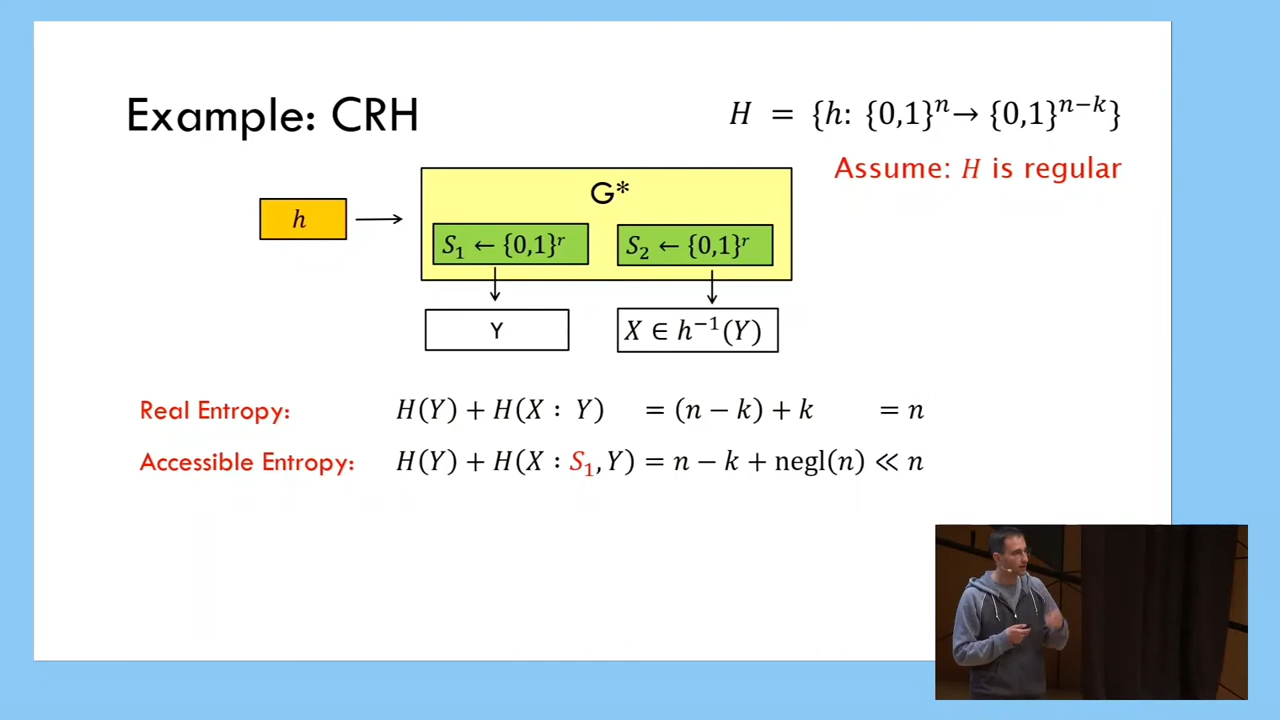 Example: CRH
H = {h: {0,1}ⁿ → {0,1}ⁿ⁻ᵏ}
Assume: H is regular
G*
h
S₁ ← {0,1}ʳ
S₂ ← {0,1}ʳ
Y
X ∈ h⁻¹(Y)
Real Entropy: H(Y) + H(X : Y) = (n − k) + k = n
Accessible Entropy: H(Y) + H(X : S₁, Y) = n − k + negl(n) ≪ n